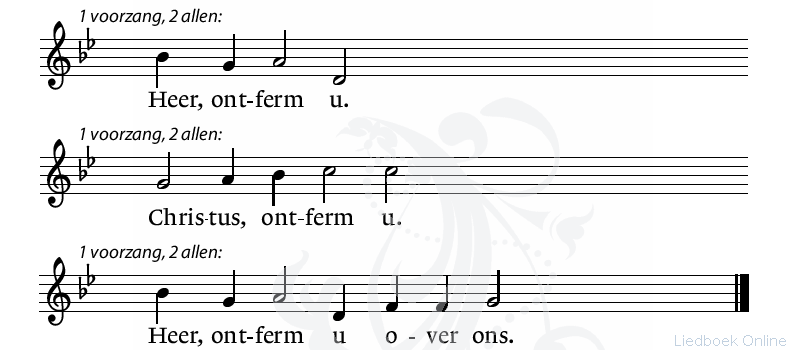 1 voorzang, 2 allen:
Heer, ont-ferm u.
1 voorzang, 2 allen:
Chris-tus, ont-ferm u.
1 voorzang, 2 allen:
Heer, ont-ferm u o - ver ons.
Liedboek Online